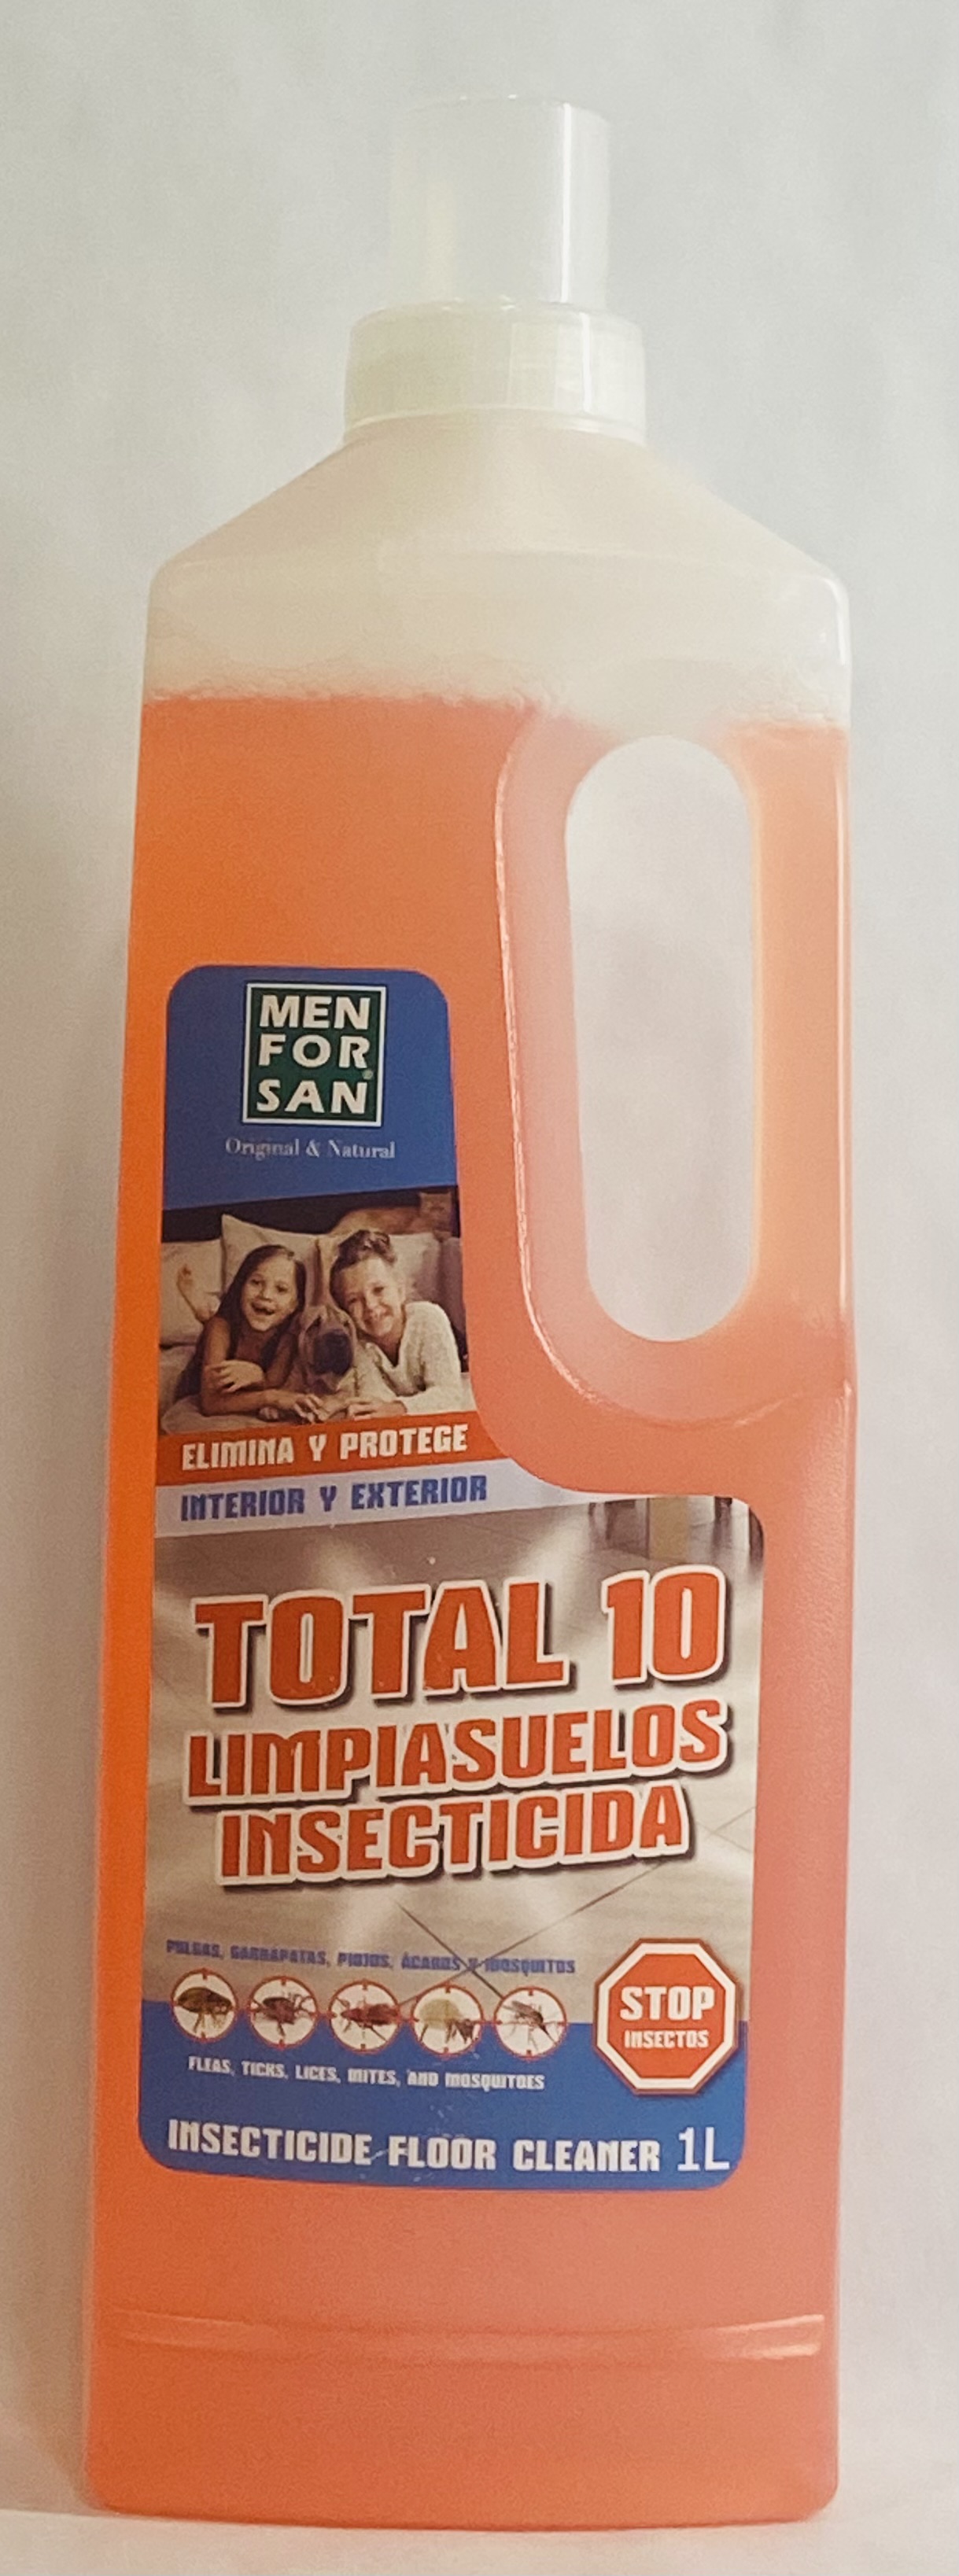 MEN
FOR
SAN®
Original & Natural
ELIMINA Y PROTEGE
INTERIOR Y EXTERIOR
TOTAL 10
LIMPIASUELOS
INSECTICIDA
PULGAS, GARRAPATAS, PIOJOS, ÁCAROS Y MOSQUITOS
STOP
INSECTOS
FLEAS, TICKS, LICES, MITES, AND MOSQUITOES
INSECTICIDE FLOOR CLEANER 1L